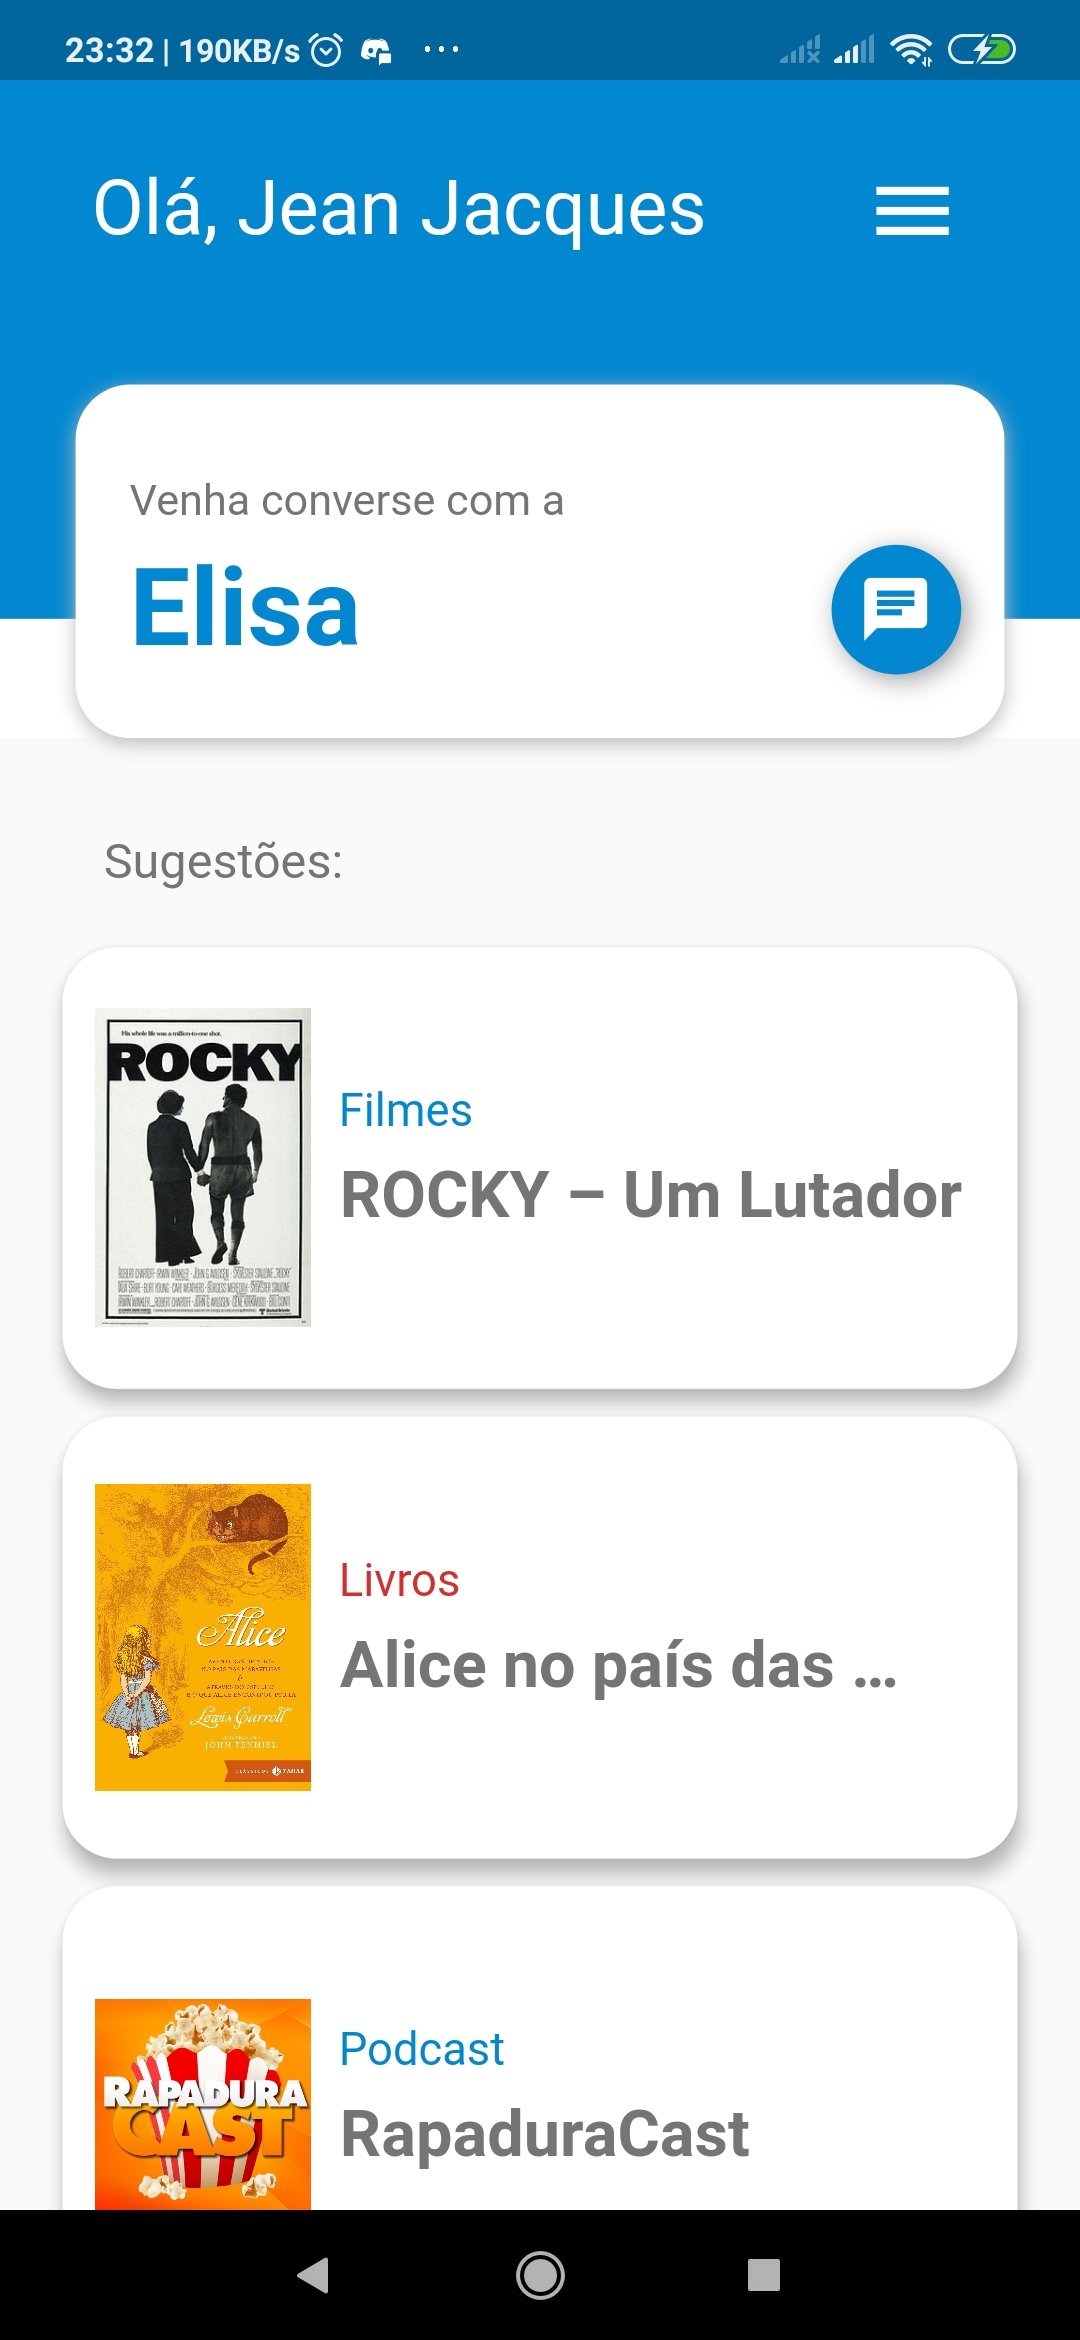 23:32 | 190KB/s
Olá, Jean Jacques
Venha converse com a
Elisa
Sugestões:
His whole life was a million-to-one shot.
ROCKY
Filmes
ROCKY – Um Lutador
Alice
Lewis Carroll
JOHN TENNIEL
CLÁSSICOS ZAHAR
Livros
Alice no país das ...
RAPADURA
CAST
Podcast
RapaduraCast